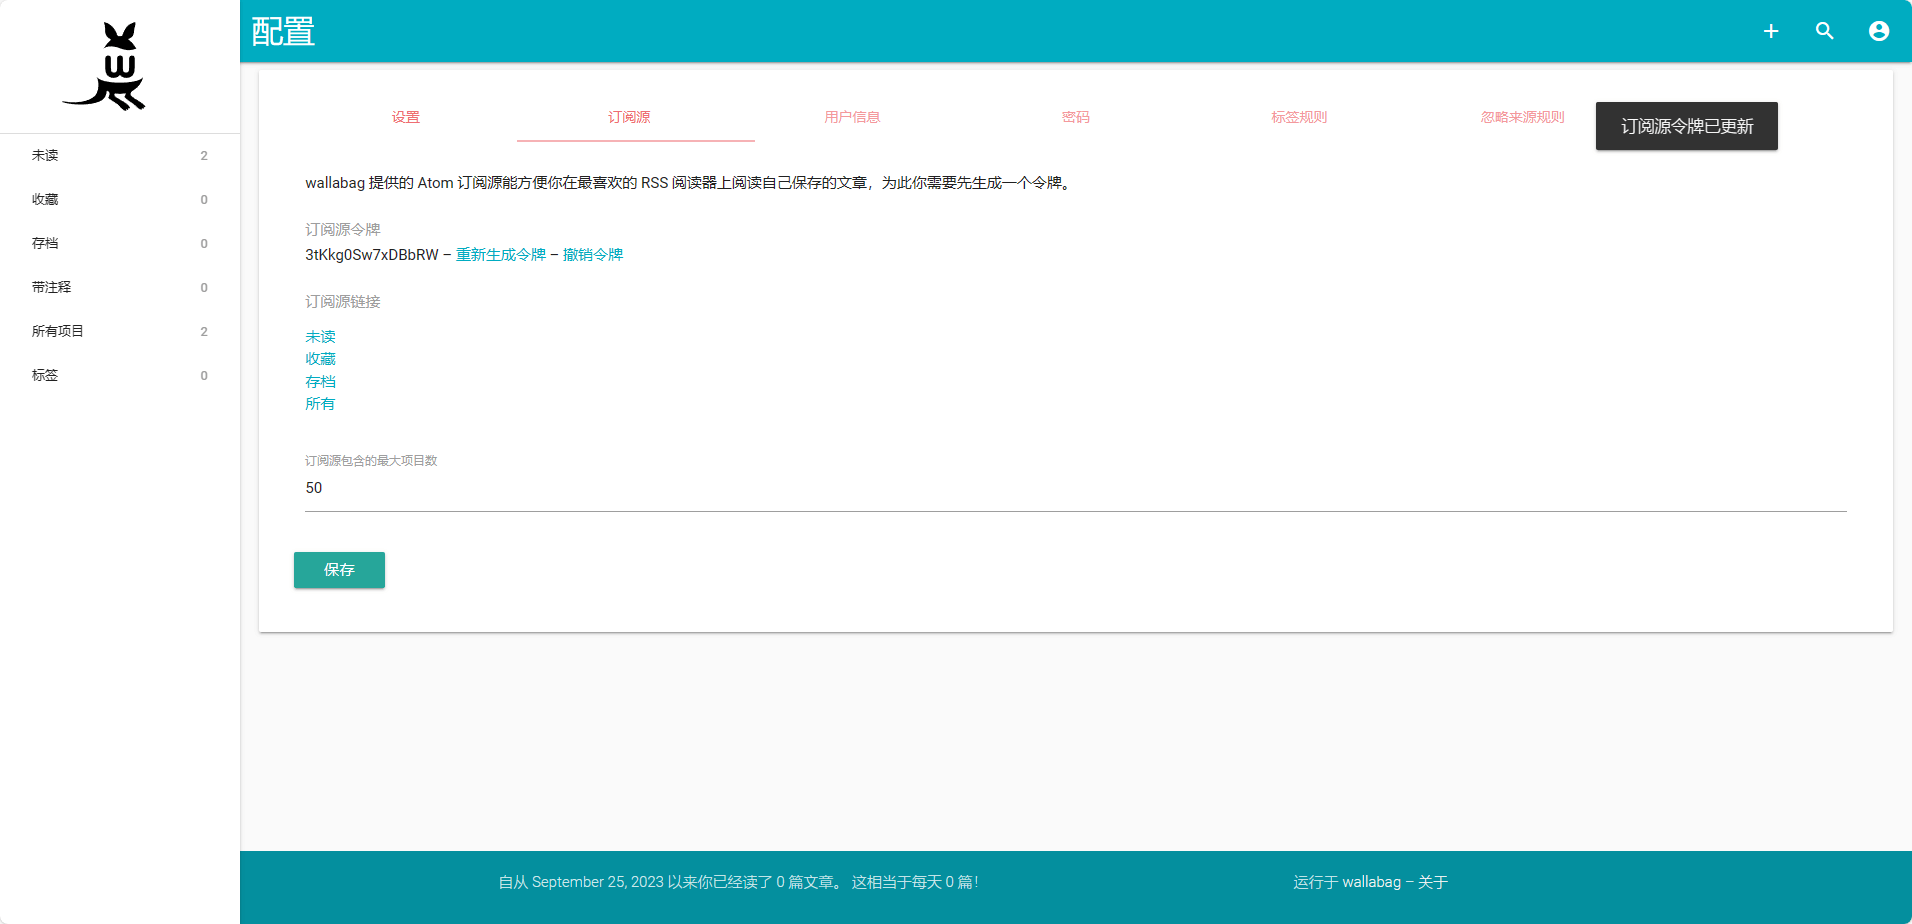 配置
未读 2
收藏 0
存档 0
带注释 0
所有项目 2
标签 0
设置 订阅源 用户信息 密码 标签规则 忽略来源规则
订阅源令牌已更新
wallabag 提供的 Atom 订阅源能方便你在最喜欢的 RSS 阅读器上阅读自己保存的文章，为此你需要先生成一个令牌。
订阅源令牌
3tKkg0Sw7xDBbRW – 重新生成令牌 – 撤销令牌
订阅源链接
未读
收藏
存档
所有
订阅源包含的最大项目数
50
保存
自从 September 25, 2023 以来你已经读了 0 篇文章。 这相当于每天 0 篇！
运行于 wallabag – 关于